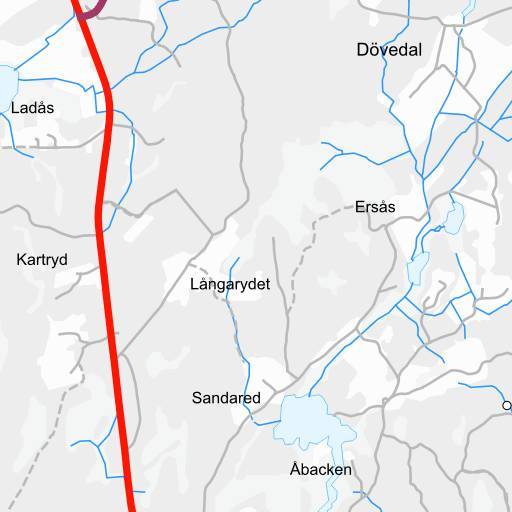 Dövedal
Ladås
Ersås
Kartryd
Långarydet
Sandared
Åbacken